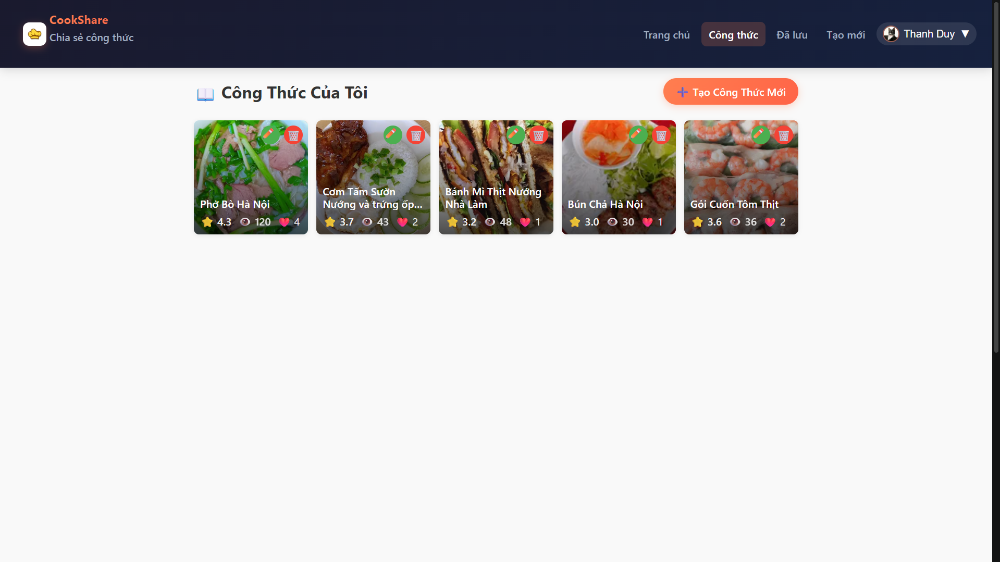 CookShare
Chia sẻ công thức
Trang chủ
Công thức
Đã lưu
Tạo mới
Thanh Duy ▼
📖 Công Thức Của Tôi
➕ Tạo Công Thức Mới
Phở Bò Hà Nội
⭐ 4.3 👁️ 120 ❤️ 4
Cơm Tấm Sườn
Nướng và trứng ốp...
⭐ 3.7 👁️ 43 ❤️ 2
Bánh Mì Thịt Nướng
Nhà Làm
⭐ 3.2 👁️ 48 ❤️ 1
Bún Chả Hà Nội
⭐ 3.0 👁️ 30 ❤️ 1
Gỏi Cuốn Tôm Thịt
⭐ 3.6 👁️ 36 ❤️ 2